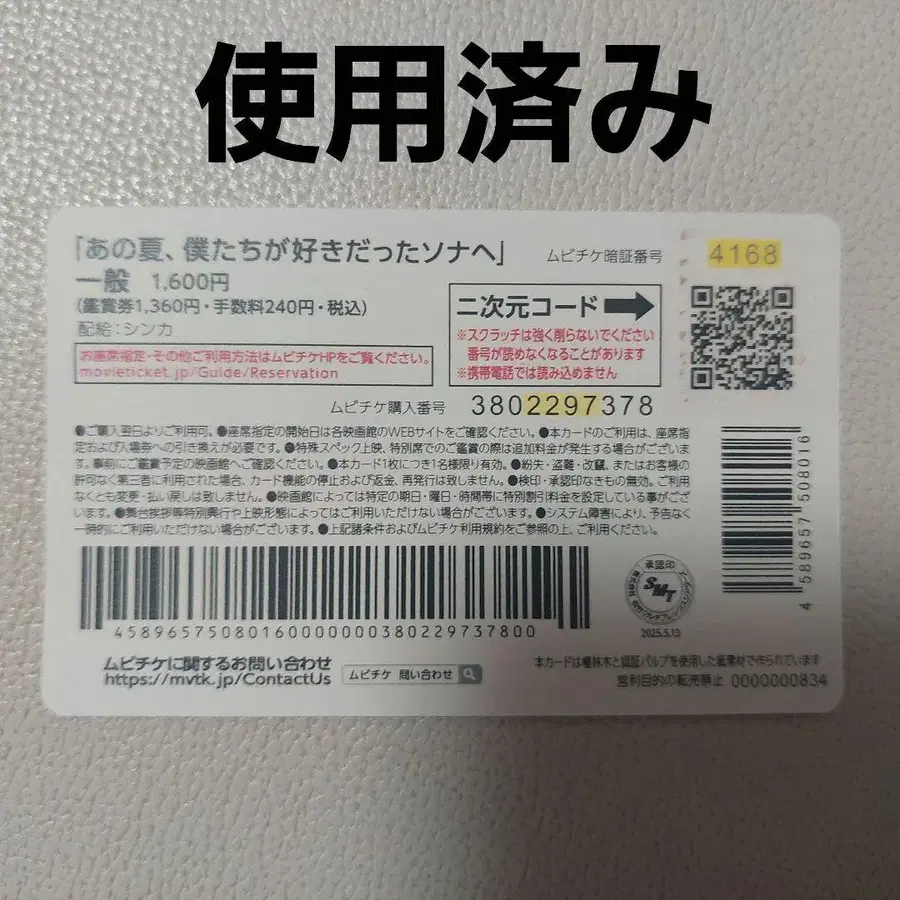 使用済み
「あの夏、僕たちが好きだったソナへ」
一般 1,600円
(鑑賞券1,360円・手数料240円・税込)
配給:シンカ
お座席指定・その他ご利用方法はムビチケHPをご覧ください。
movieticket.jp/Guide/Reservation
ムビチケ暗証番号 4168
二次元コード
※スクラッチは強く削らないでください
番号が読めなくなることがあります
※携帯電話では読み込めません
ムビチケ購入番号 3802297378
●ご購入翌日よりご利用可。●座席指定の開始日は各映画館のWEBサイトをご確認ください。●本カードのご利用は、座席指
定および入場券への引き換えが必要です。●特殊スペック上映、特別席でのご鑑賞の際は追加料金が発生する場合がございま
す。事前にご鑑賞予定の映画館へご確認ください。●本カード1枚につき1名様限り有効。●紛失・盗難・改竄、またはお客様の
許可なく第三者に利用された場合、カード機能の停止および返金、再発行は致しません。●検印・承認印なきもの無効。ご利用
なくとも変更・払い戻しは致しません。●映画館によっては特定の期日・曜日・時間帯に特別割引料金を設定している事がござ
います。●舞台挨拶等特別興行や上映形態によってはご利用いただけない場合がございます。●システム障害により、予告なく
一時的にご利用いただけない場合がございます。●上記諸条件およびムビチケ利用規約をご参照の上、ご利用ください。
45896575080160000000380229737800
4 589657 508016
承認印
SMT
2025.5.13
ムビチケに関するお問い合わせ
https://mvtk.jp/ContactUs
ムビチケ 問い合わせ
本カードは植林木と認証パルプを使用した紙素材で作られています
営利目的の転売禁止 0000000834